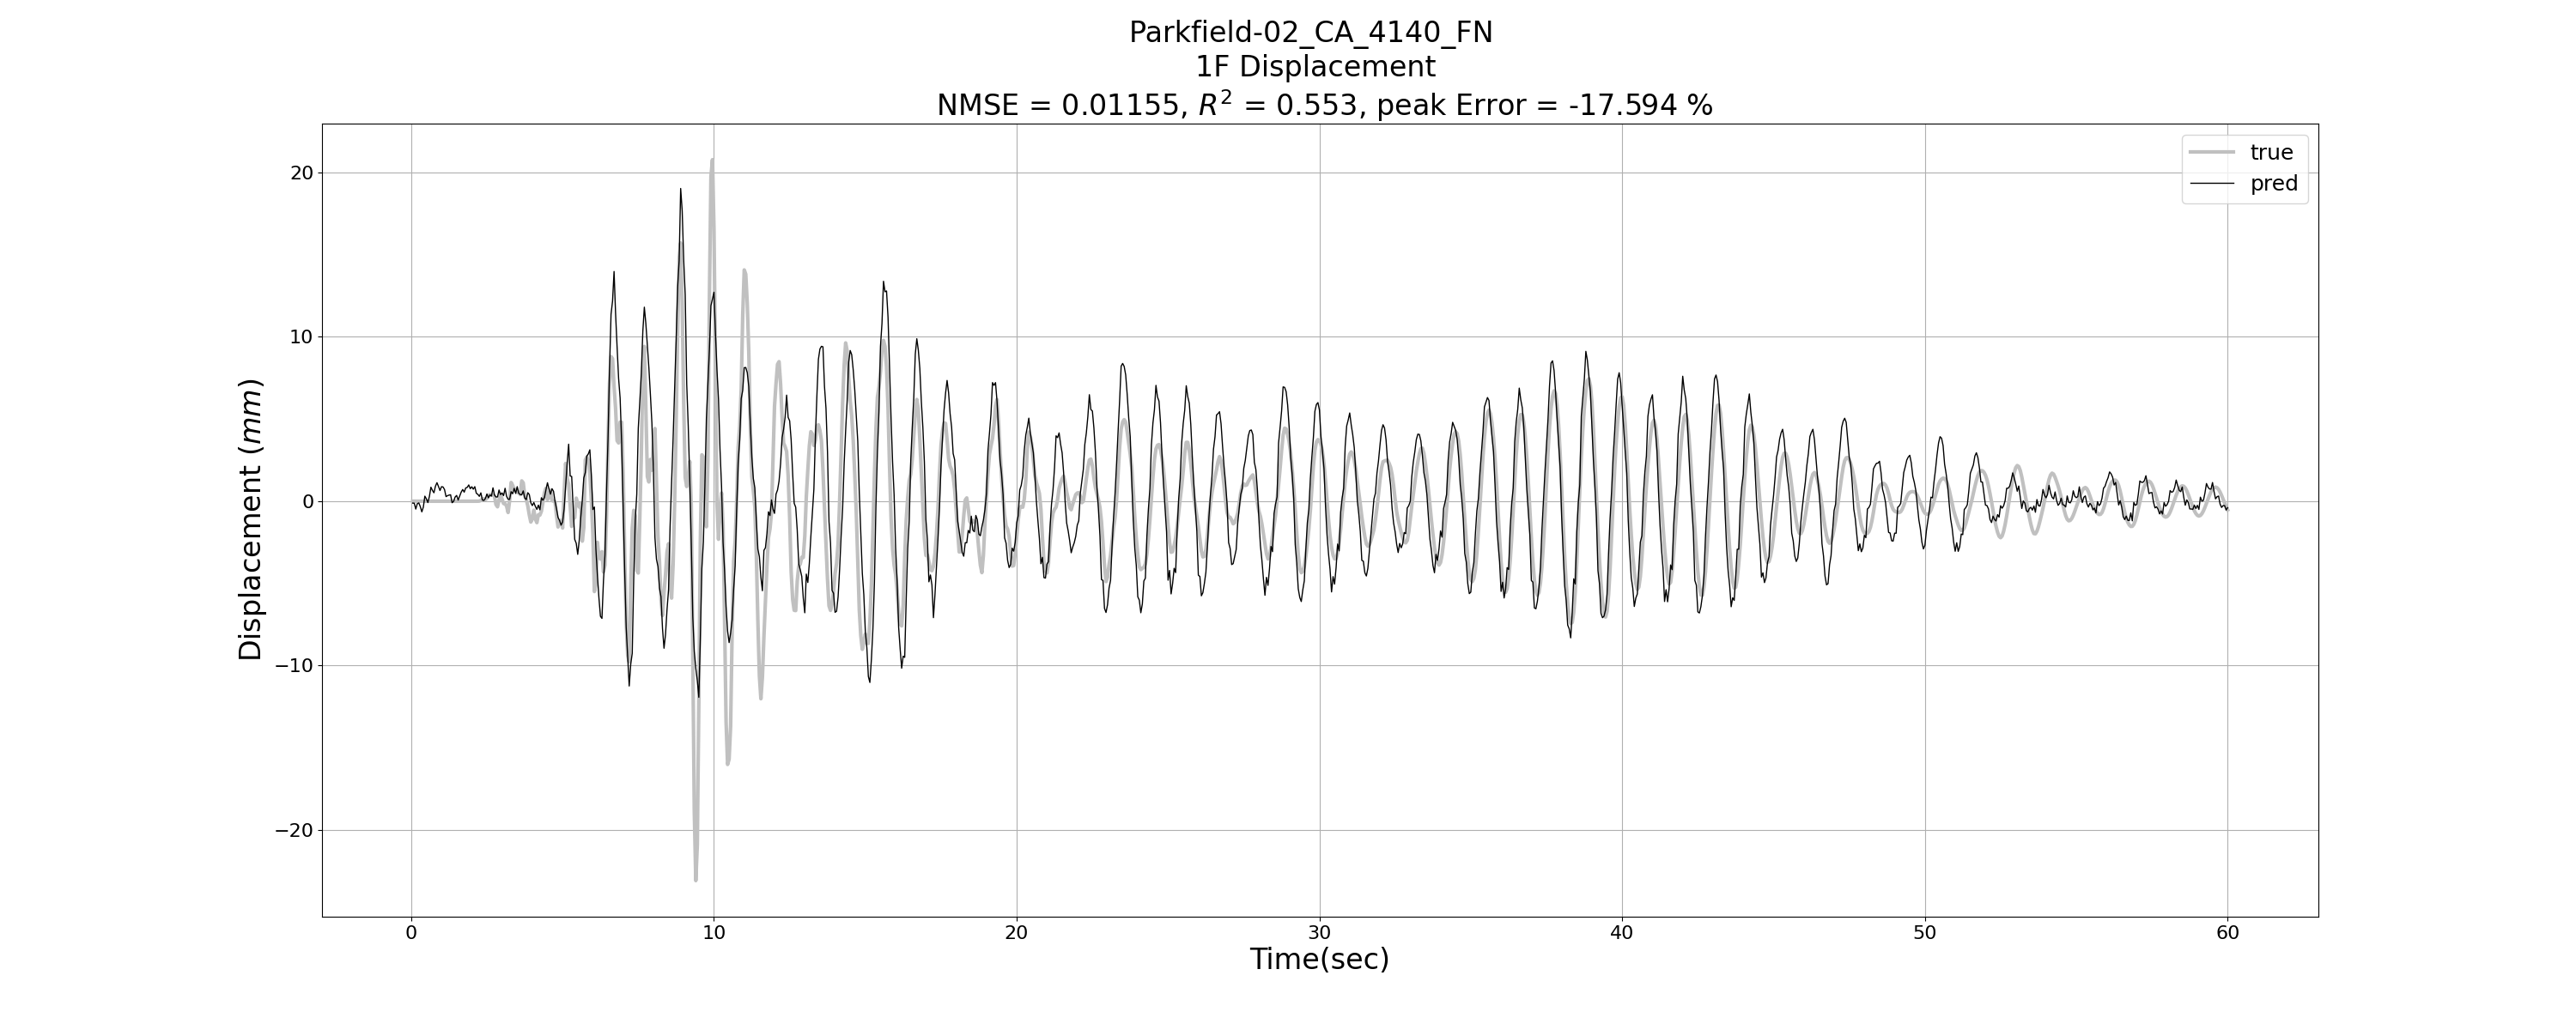 Parkfield-02_CA_4140_FN
1F Displacement
NMSE = 0.01155, R² = 0.553, peak Error = -17.594 %
true
pred
20
10
0
−10
−20
Displacement (mm)
0 10 20 30 40 50 60
Time(sec)